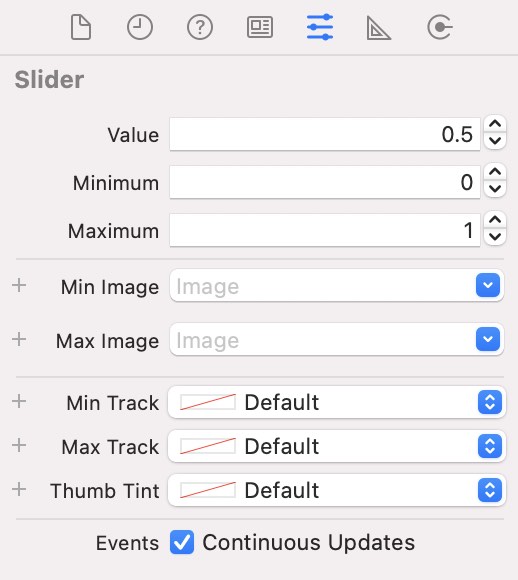 Slider
Value 0.5
Minimum 0
Maximum 1
+ Min Image Image
+ Max Image Image
+ Min Track Default
+ Max Track Default
+ Thumb Tint Default
Events Continuous Updates